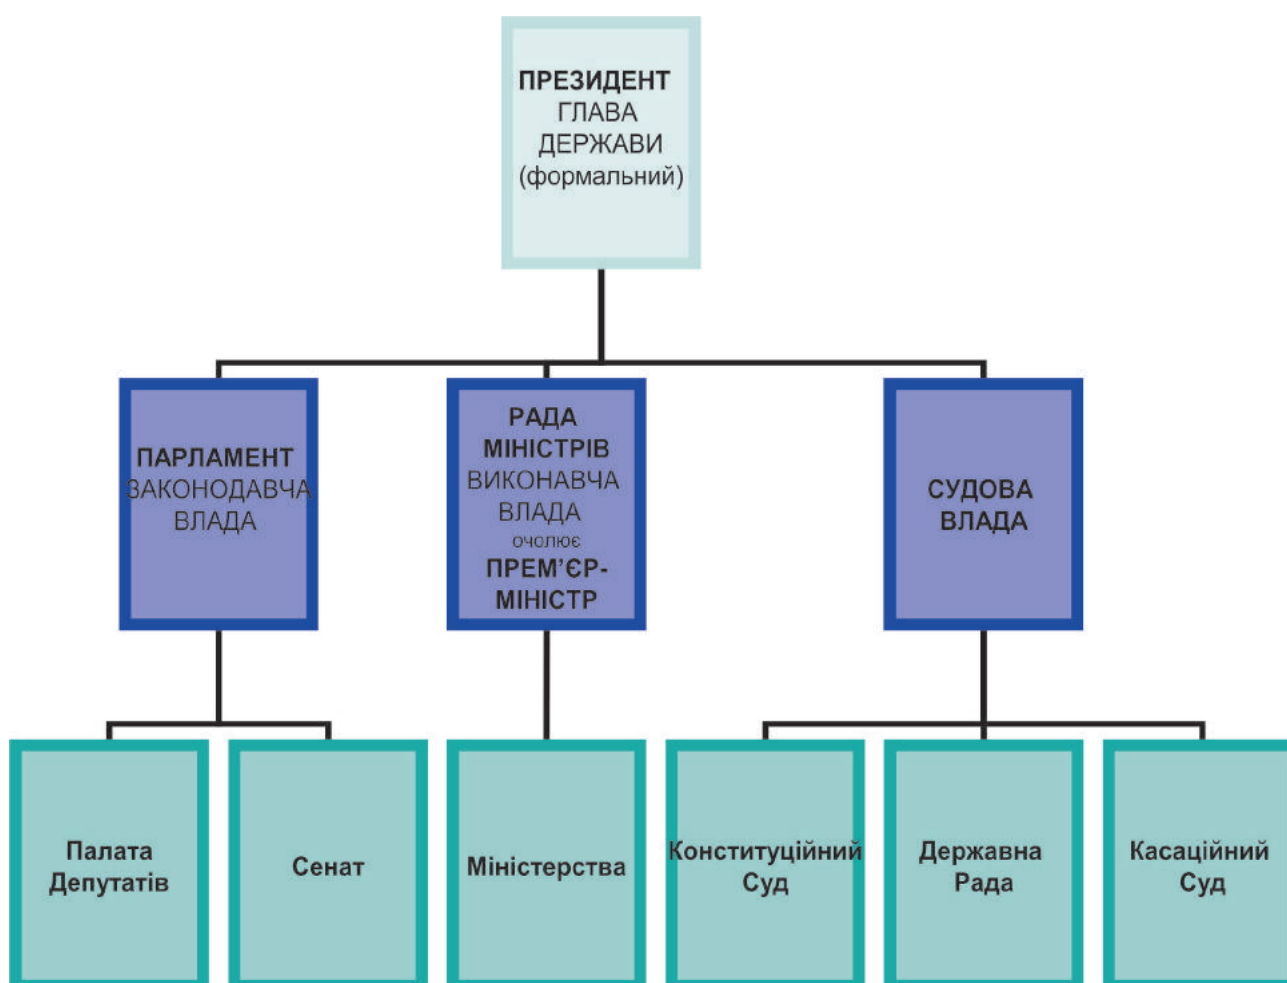 ПРЕЗИДЕНТ
ГЛАВА
ДЕРЖАВИ
(формальний)
ПАРЛАМЕНТ
ЗАКОНОДАВЧА
ВЛАДА
РАДА
МІНІСТРІВ
ВИКОНАВЧА
ВЛАДА
очолює
ПРЕМ’ЄР-
МІНІСТР
СУДОВА
ВЛАДА
Палата
Депутатів
Сенат
Міністерства
Конституційний
Суд
Державна
Рада
Касаційний
Суд